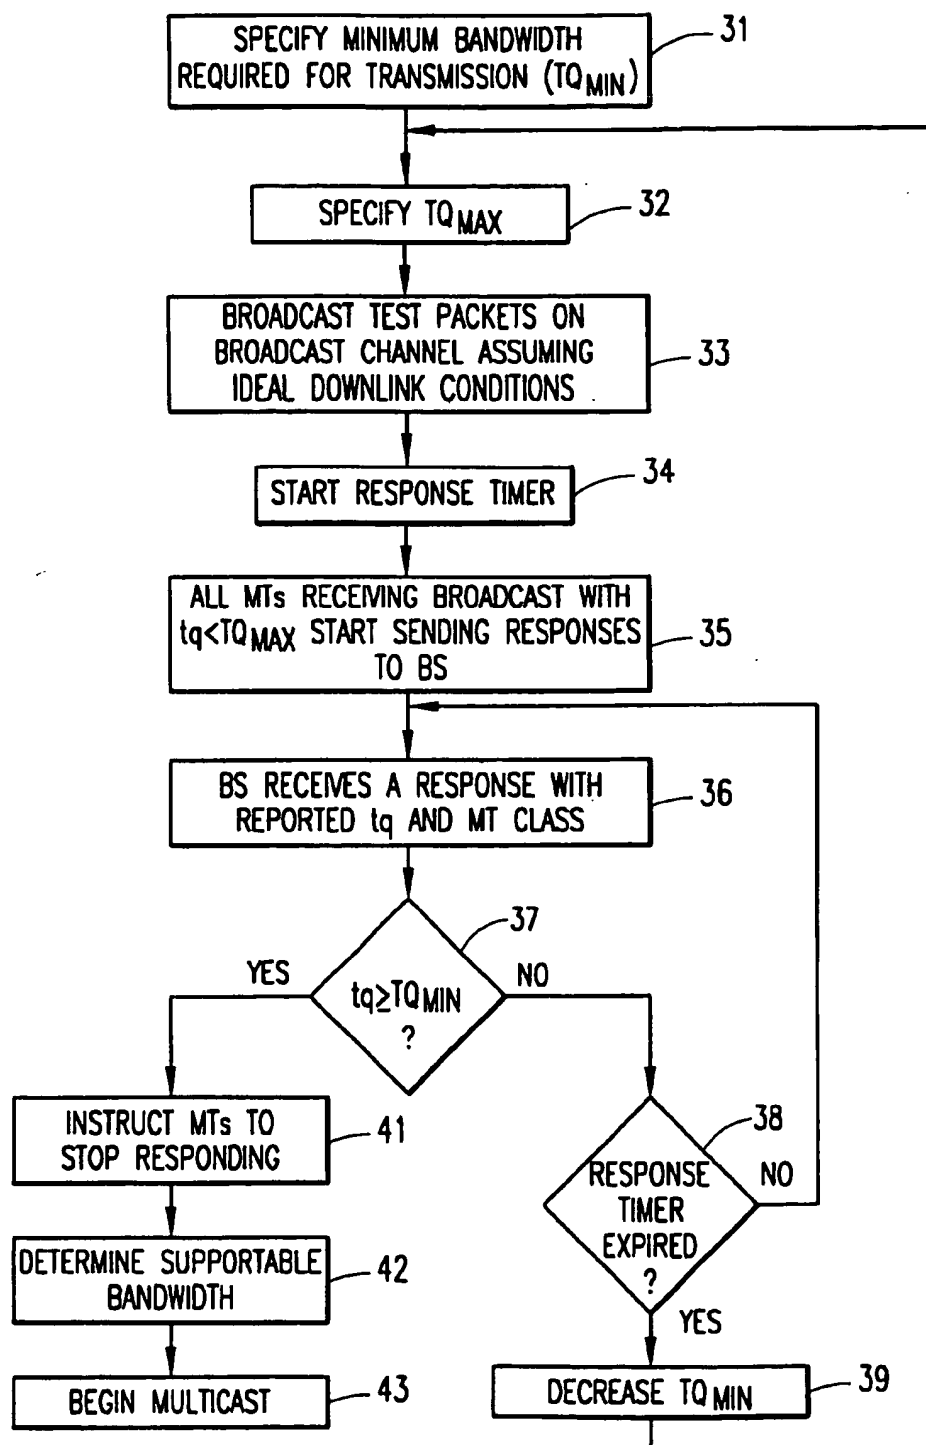 SPECIFY MINIMUM BANDWIDTH
REQUIRED FOR TRANSMISSION (TQMIN)
31
SPECIFY TQMAX
32
BROADCAST TEST PACKETS ON
BROADCAST CHANNEL ASSUMING
IDEAL DOWNLINK CONDITIONS
33
START RESPONSE TIMER
34
ALL MTs RECEIVING BROADCAST WITH
tq<TQMAX START SENDING RESPONSES
TO BS
35
BS RECEIVES A RESPONSE WITH
REPORTED tq AND MT CLASS
36
37
YES
NO
tq≥TQMIN
?
INSTRUCT MTs TO
STOP RESPONDING
41
38
RESPONSE
TIMER
EXPIRED
?
NO
YES
DETERMINE SUPPORTABLE
BANDWIDTH
42
BEGIN MULTICAST
43
DECREASE TQMIN
39